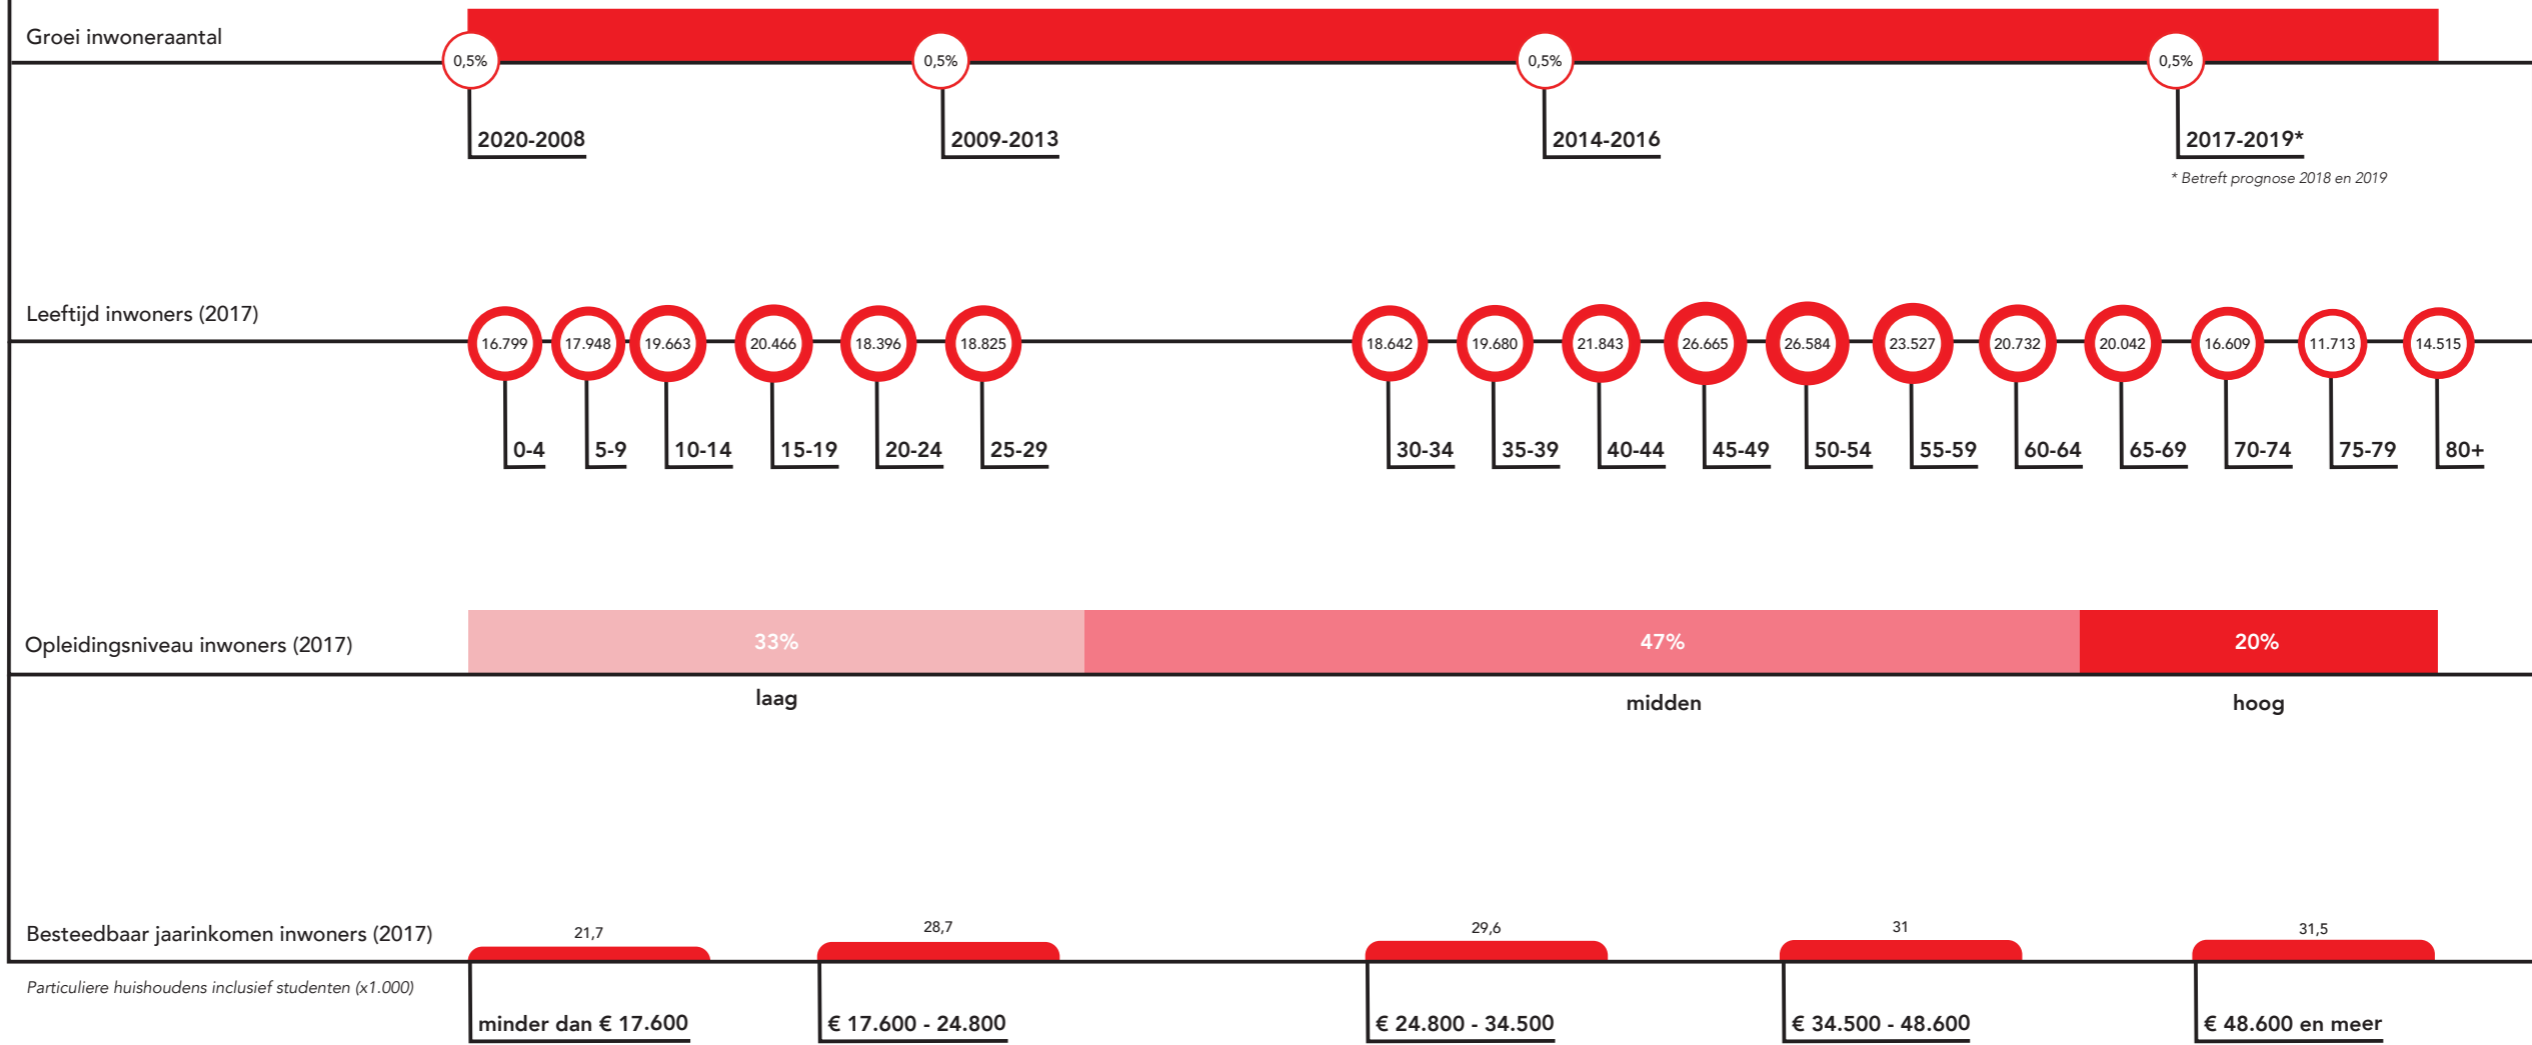 Groei inwoneraantal
0,5% 0,5% 0,5% 0,5%
2020-2008 2009-2013 2014-2016 2017-2019*
* Betreft prognose 2018 en 2019
Leeftijd inwoners (2017)
16.799 17.948 19.663 20.466 18.396 18.825 18.642 19.680 21.843 26.665 26.584 23.527 20.732 20.042 16.609 11.713 14.515
0-4 5-9 10-14 15-19 20-24 25-29 30-34 35-39 40-44 45-49 50-54 55-59 60-64 65-69 70-74 75-79 80+
Opleidingsniveau inwoners (2017)
33% 47% 20%
laag midden hoog
Besteedbaar jaarinkomen inwoners (2017)
21,7 28,7 29,6 31 31,5
Particuliere huishoudens inclusief studenten (x1.000)
minder dan € 17.600 € 17.600 - 24.800 € 24.800 - 34.500 € 34.500 - 48.600 € 48.600 en meer